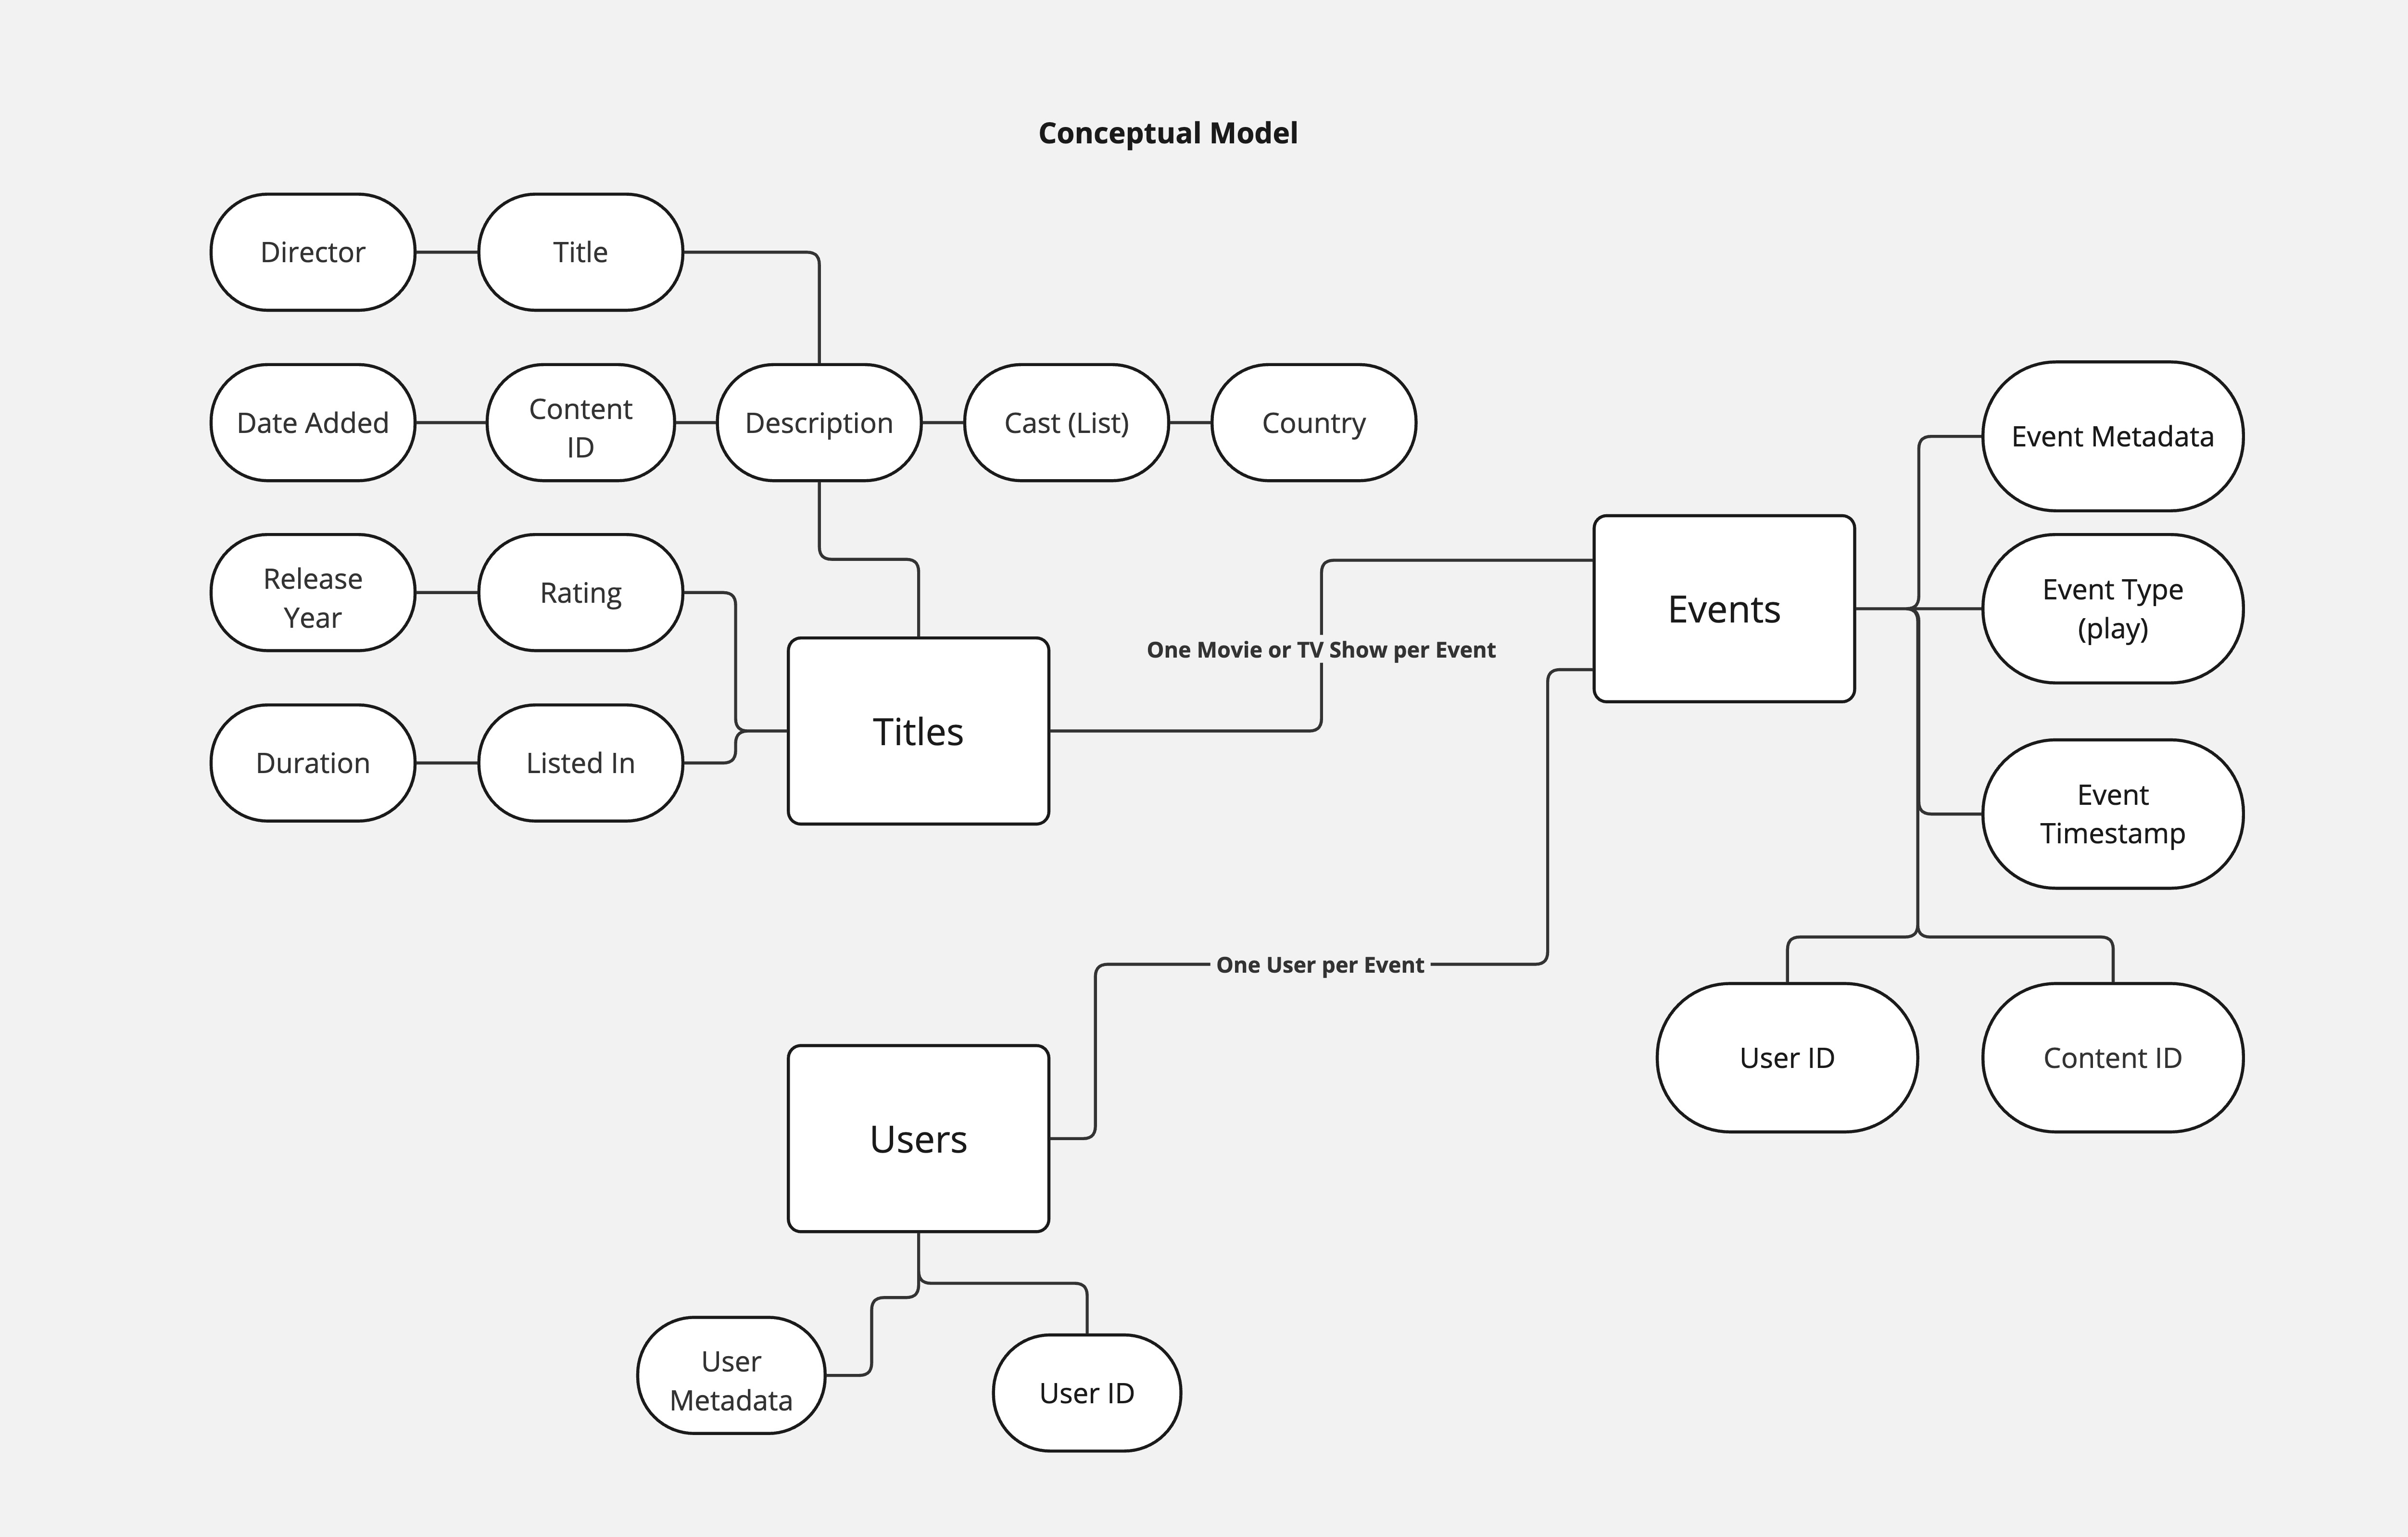 Conceptual Model
Director
Title
Date Added
Content
ID
Description
Cast (List)
Country
Event Metadata
Release
Year
Rating
Events
Event Type
(play)
One Movie or TV Show per Event
Duration
Listed In
Titles
Event
Timestamp
One User per Event
User ID
Content ID
Users
User
Metadata
User ID